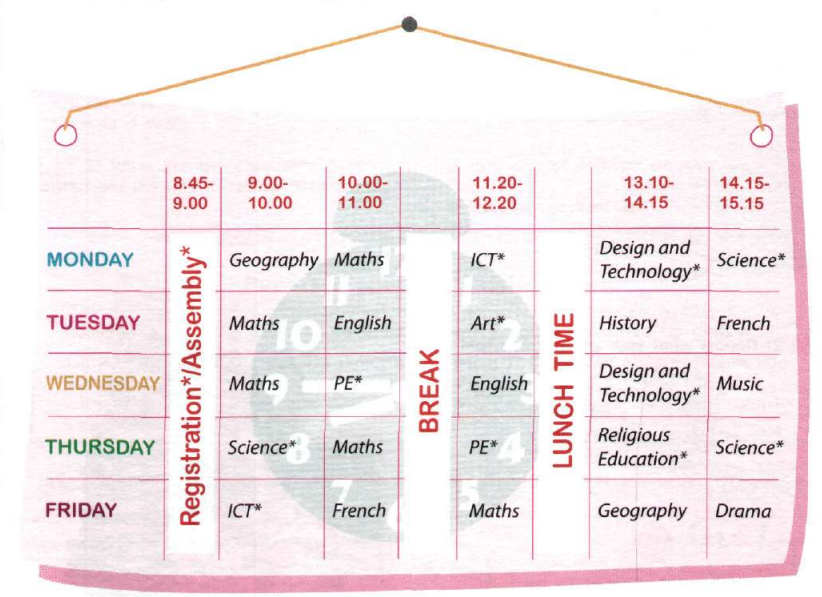 8.45- 9.00- 10.00- 11.20- 13.10- 14.15-
9.00 10.00 11.00 12.20 14.15 15.15
Registration*/Assembly*
BREAK
LUNCH TIME
MONDAY Geography Maths ICT* Design and Technology* Science*
TUESDAY Maths English Art* History French
WEDNESDAY Maths PE* English Design and Technology* Music
THURSDAY Science* Maths PE* Religious Education* Science*
FRIDAY ICT* French Maths Geography Drama